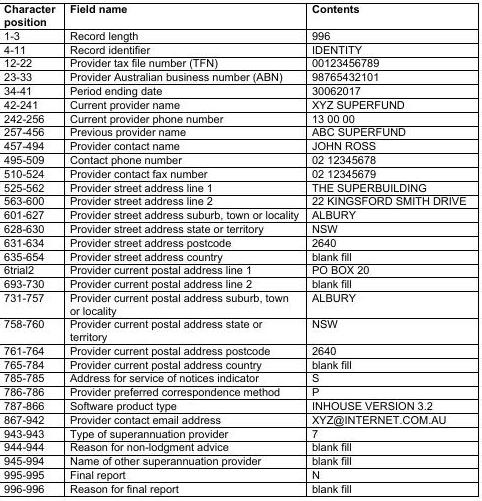 Character position Field name Contents
1-3 Record length 996
4-11 Record identifier IDENTITY
12-22 Provider tax file number (TFN) 00123456789
23-33 Provider Australian business number (ABN) 98765432101
34-41 Period ending date 30062017
42-241 Current provider name XYZ SUPERFUND
242-256 Current provider phone number 13 00 00
257-456 Previous provider name ABC SUPERFUND
457-494 Provider contact name JOHN ROSS
495-509 Contact phone number 02 12345678
510-524 Provider contact fax number 02 12345679
525-562 Provider street address line 1 THE SUPERBUILDING
563-600 Provider street address line 2 22 KINGSFORD SMITH DRIVE
601-627 Provider street address suburb, town or locality ALBURY
628-630 Provider street address state or territory NSW
631-634 Provider street address postcode 2640
635-654 Provider street address country blank fill
6trial2 Provider current postal address line 1 PO BOX 20
693-730 Provider current postal address line 2 blank fill
731-757 Provider current postal address suburb, town ALBURY
or locality
758-760 Provider current postal address state or NSW
territory
761-764 Provider current postal address postcode 2640
765-784 Provider current postal address country blank fill
785-785 Address for service of notices indicator S
786-786 Provider preferred correspondence method P
787-866 Software product type INHOUSE VERSION 3.2
867-942 Provider contact email address XYZ@INTERNET.COM.AU
943-943 Type of superannuation provider 7
944-944 Reason for non-lodgment advice blank fill
945-994 Name of other superannuation provider blank fill
995-995 Final report N
996-996 Reason for final report blank fill